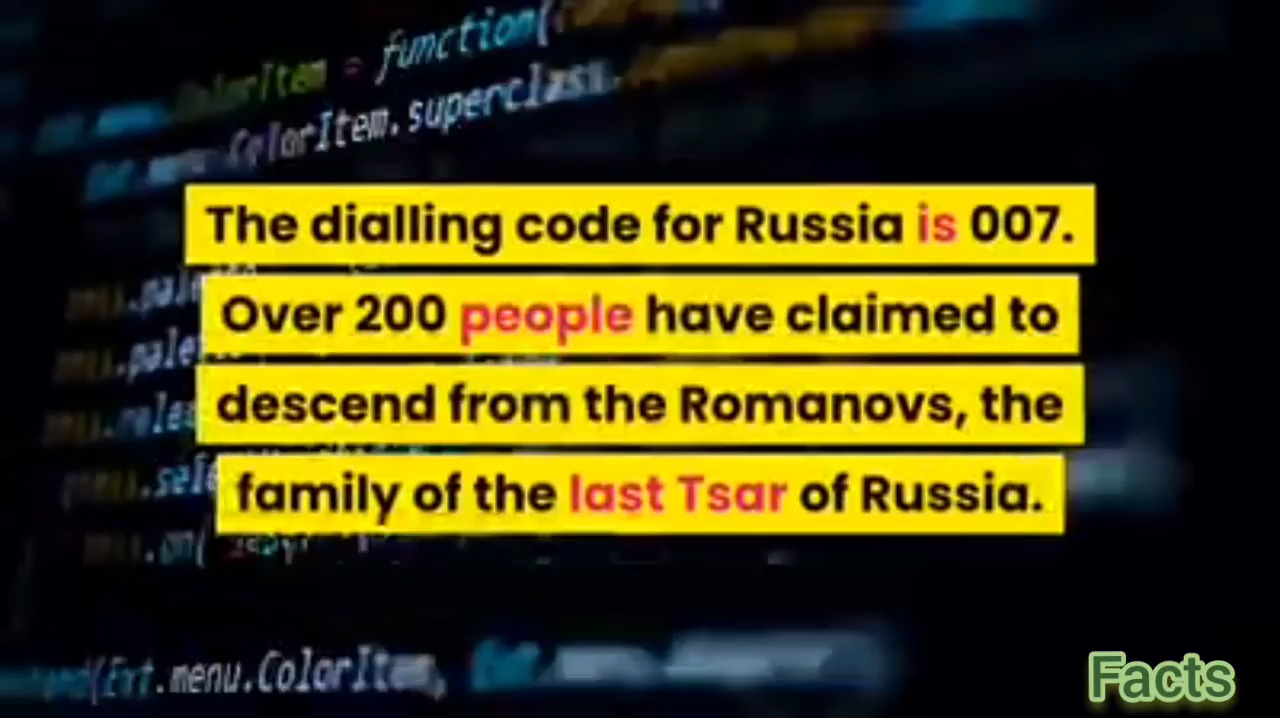 = function(
ColorItem.superclass.
The dialling code for Russia is 007.
Over 200 people have claimed to
descend from the Romanovs, the
family of the last Tsar of Russia.
.on(
(Ext.menu.ColorItem,
Facts